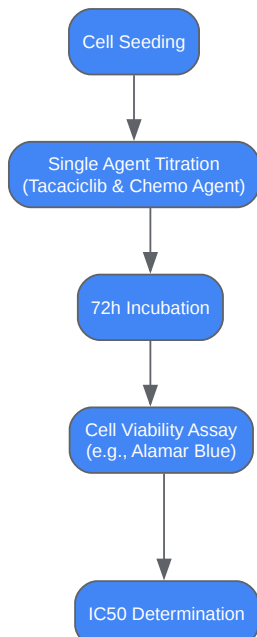 Cell Seeding
Single Agent Titration
(Tacaciclib & Chemo Agent)
72h Incubation
Cell Viability Assay
(e.g., Alamar Blue)
IC50 Determination